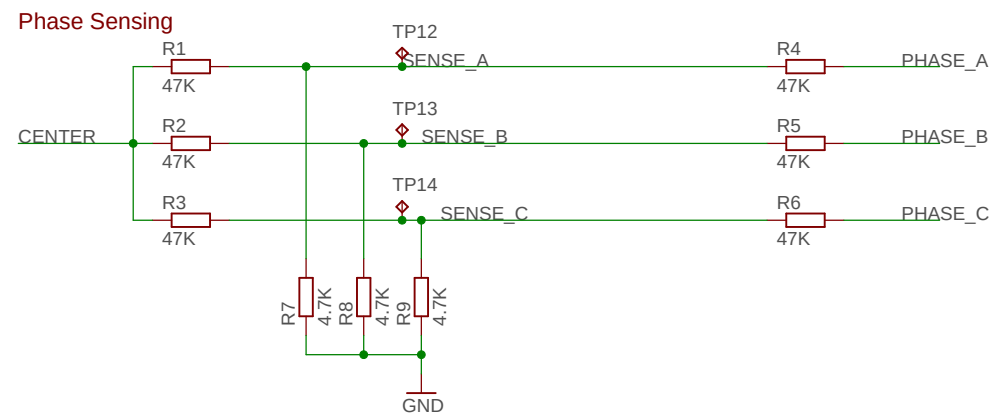 Phase Sensing
TP12
R1
SENSE_A
R4
PHASE_A
47K
47K
TP13
R2
R5
CENTER
SENSE_B
PHASE_B
47K
47K
TP14
R3
SENSE_C
R6
PHASE_C
47K
47K
R7
4.7K
R8
4.7K
R9
4.7K
GND